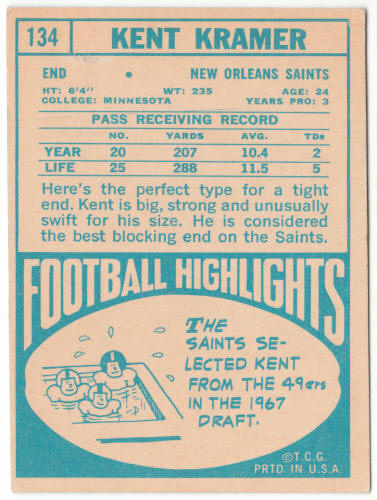 134 KENT KRAMER
END • NEW ORLEANS SAINTS
HT: 6'4" WT: 235 AGE: 24
COLLEGE: MINNESOTA YEARS PRO: 3
PASS RECEIVING RECORD
NO. YARDS AVG. TDs
YEAR 20 207 10.4 2
LIFE 25 288 11.5 5
Here's the perfect type for a tight
end. Kent is big, strong and unusually
swift for his size. He is considered
the best blocking end on the Saints.
FOOTBALL HIGHLIGHTS
THE
SAINTS SE-
LECTED KENT
FROM THE 49ers
IN THE 1967
DRAFT.
©T.C.G.
PRTD. IN U.S.A.